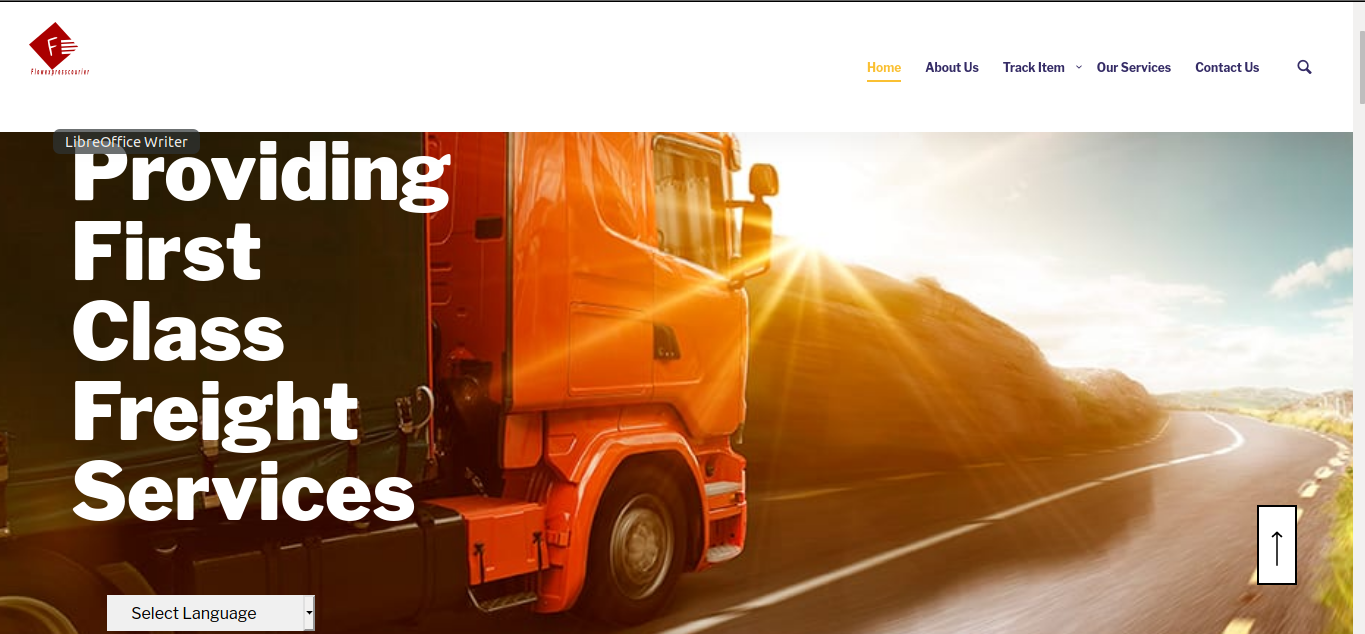 F
Flowexpresscourier
Home About Us Track Item Our Services Contact Us
LibreOffice Writer
Providing
First
Class
Freight
Services
Select Language